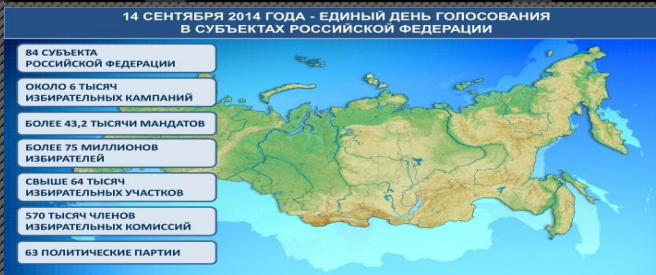 14 СЕНТЯБРЯ 2014 ГОДА - ЕДИНЫЙ ДЕНЬ ГОЛОСОВАНИЯ
В СУБЪЕКТАХ РОССИЙСКОЙ ФЕДЕРАЦИИ
84 СУБЪЕКТА
РОССИЙСКОЙ ФЕДЕРАЦИИ
ОКОЛО 6 ТЫСЯЧ
ИЗБИРАТЕЛЬНЫХ КАМПАНИЙ
БОЛЕЕ 43,2 ТЫСЯЧИ МАНДАТОВ
БОЛЕЕ 75 МИЛЛИОНОВ
ИЗБИРАТЕЛЕЙ
СВЫШЕ 64 ТЫСЯЧ
ИЗБИРАТЕЛЬНЫХ УЧАСТКОВ
570 ТЫСЯЧ ЧЛЕНОВ
ИЗБИРАТЕЛЬНЫХ КОМИССИЙ
63 ПОЛИТИЧЕСКИЕ ПАРТИИ